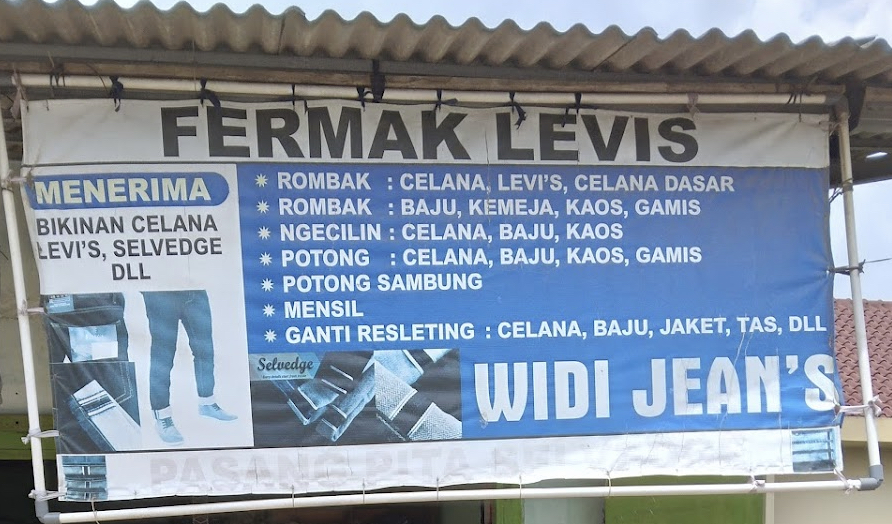 FERMAK LEVIS
MENERIMA
BIKINAN CELANA
LEVI'S, SELVEDGE
DLL
ROMBAK : CELANA, LEVI'S, CELANA DASAR
ROMBAK : BAJU, KEMEJA, KAOS, GAMIS
NGECILIN : CELANA, BAJU, KAOS
POTONG : CELANA, BAJU, KAOS, GAMIS
POTONG SAMBUNG
MENSIL
GANTI RESLETING : CELANA, BAJU, JAKET, TAS, DLL
Selvedge
WIDI JEAN'S
PASANG PITA